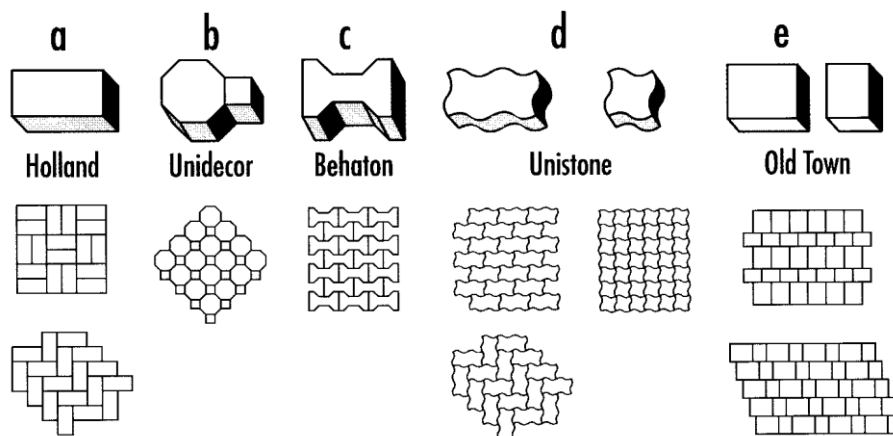 a
b
c
d
e
Holland
Unidecor
Behaton
Unistone
Old Town